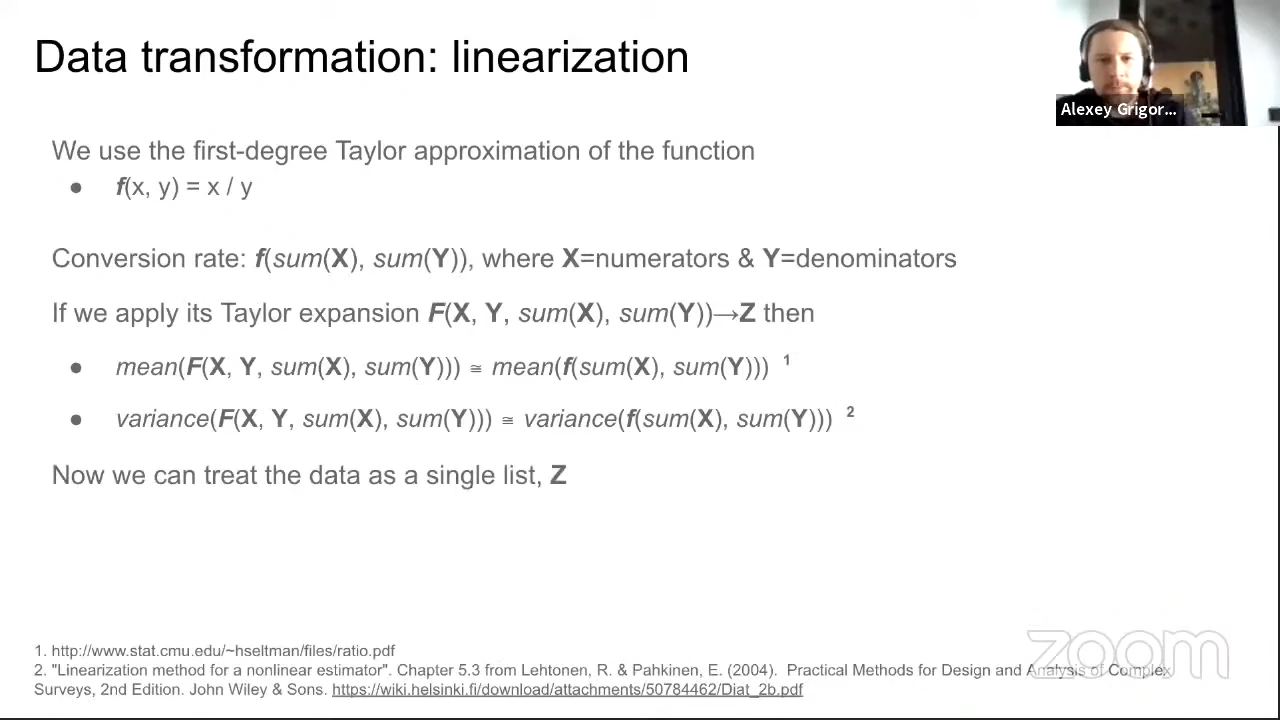 Data transformation: linearization
Alexey Grigor...
We use the first-degree Taylor approximation of the function
● f(x, y) = x / y
Conversion rate: f(sum(X), sum(Y)), where X=numerators & Y=denominators
If we apply its Taylor expansion F(X, Y, sum(X), sum(Y))→Z then
● mean(F(X, Y, sum(X), sum(Y))) ≅ mean(f(sum(X), sum(Y))) 1
● variance(F(X, Y, sum(X), sum(Y))) ≅ variance(f(sum(X), sum(Y))) 2
Now we can treat the data as a single list, Z
zoom
1. http://www.stat.cmu.edu/~hseltman/files/ratio.pdf
2. "Linearization method for a nonlinear estimator". Chapter 5.3 from Lehtonen, R. & Pahkinen, E. (2004). Practical Methods for Design and Analysis of Complex
Surveys, 2nd Edition. John Wiley & Sons. https://wiki.helsinki.fi/download/attachments/50784462/Diat_2b.pdf